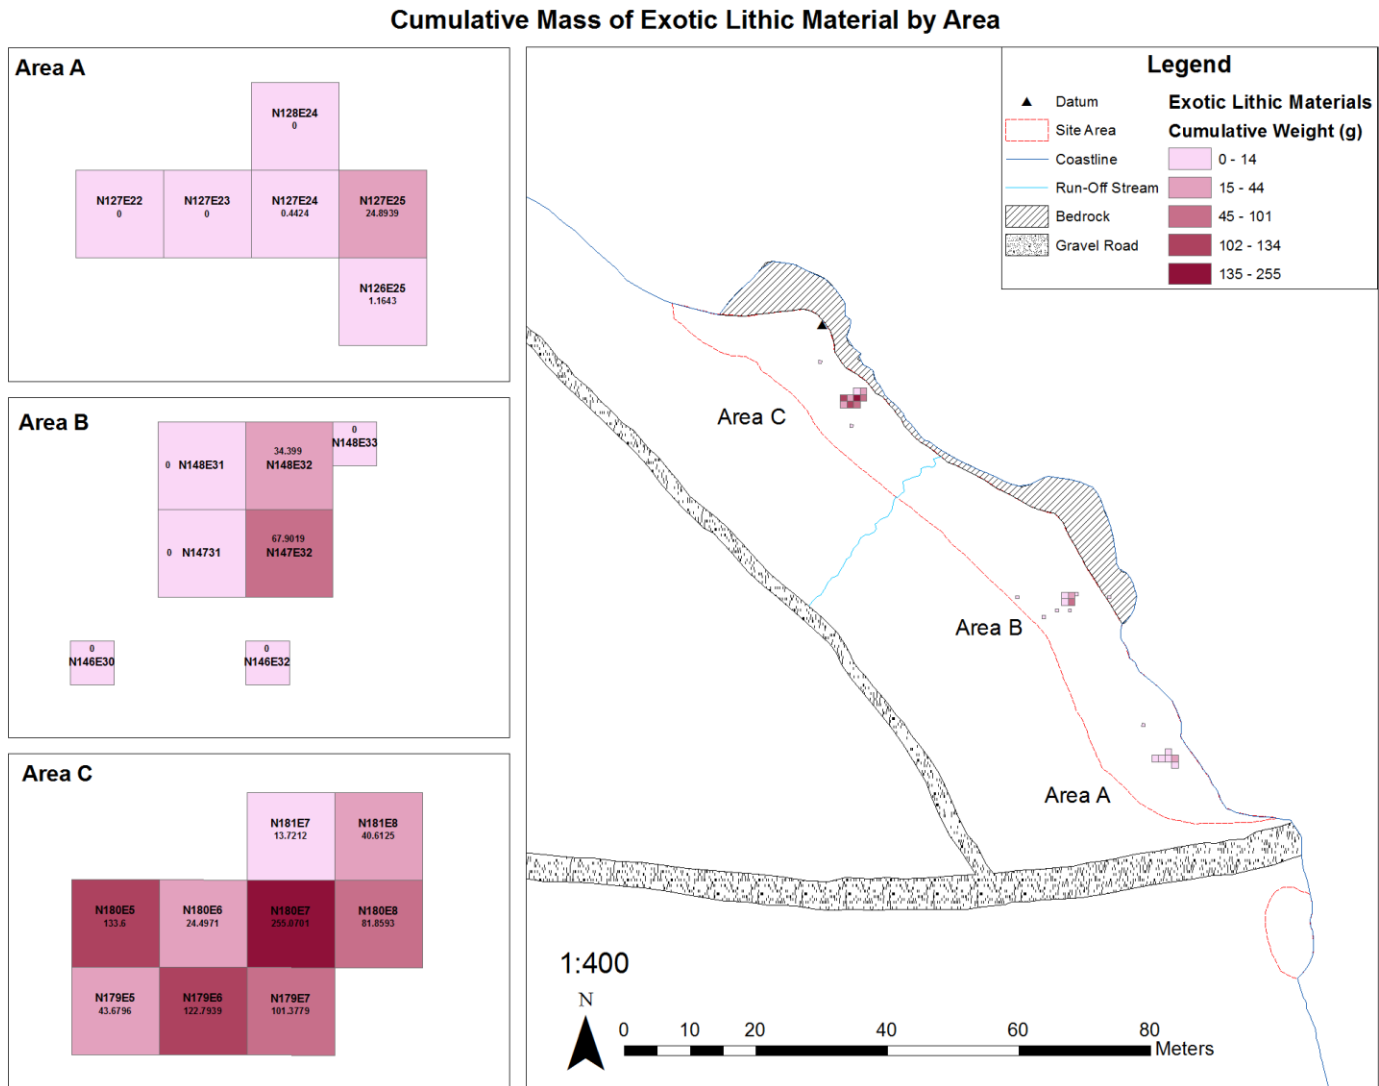 Cumulative Mass of Exotic Lithic Material by Area
Area A
N128E24
0
N127E22
0
N127E23
0
N127E24
0.4424
N127E25
24.8939
N126E25
1.1643
Area B
0
N148E33
0 N148E31
34.399
N148E32
0 N14731
67.9019
N147E32
0
N146E30
0
N146E32
Area C
N181E7
13.7212
N181E8
40.6125
N180E5
133.6
N180E6
24.4971
N180E7
255.0701
N180E8
81.8593
N179E5
43.6796
N179E6
122.7939
N179E7
101.3779
Legend
Datum
Site Area
Coastline
Run-Off Stream
Bedrock
Gravel Road
Exotic Lithic Materials
Cumulative Weight (g)
0 - 14
15 - 44
45 - 101
102 - 134
135 - 255
Area C
Area B
Area A
1:400
N
0 10 20 40 60 80
Meters